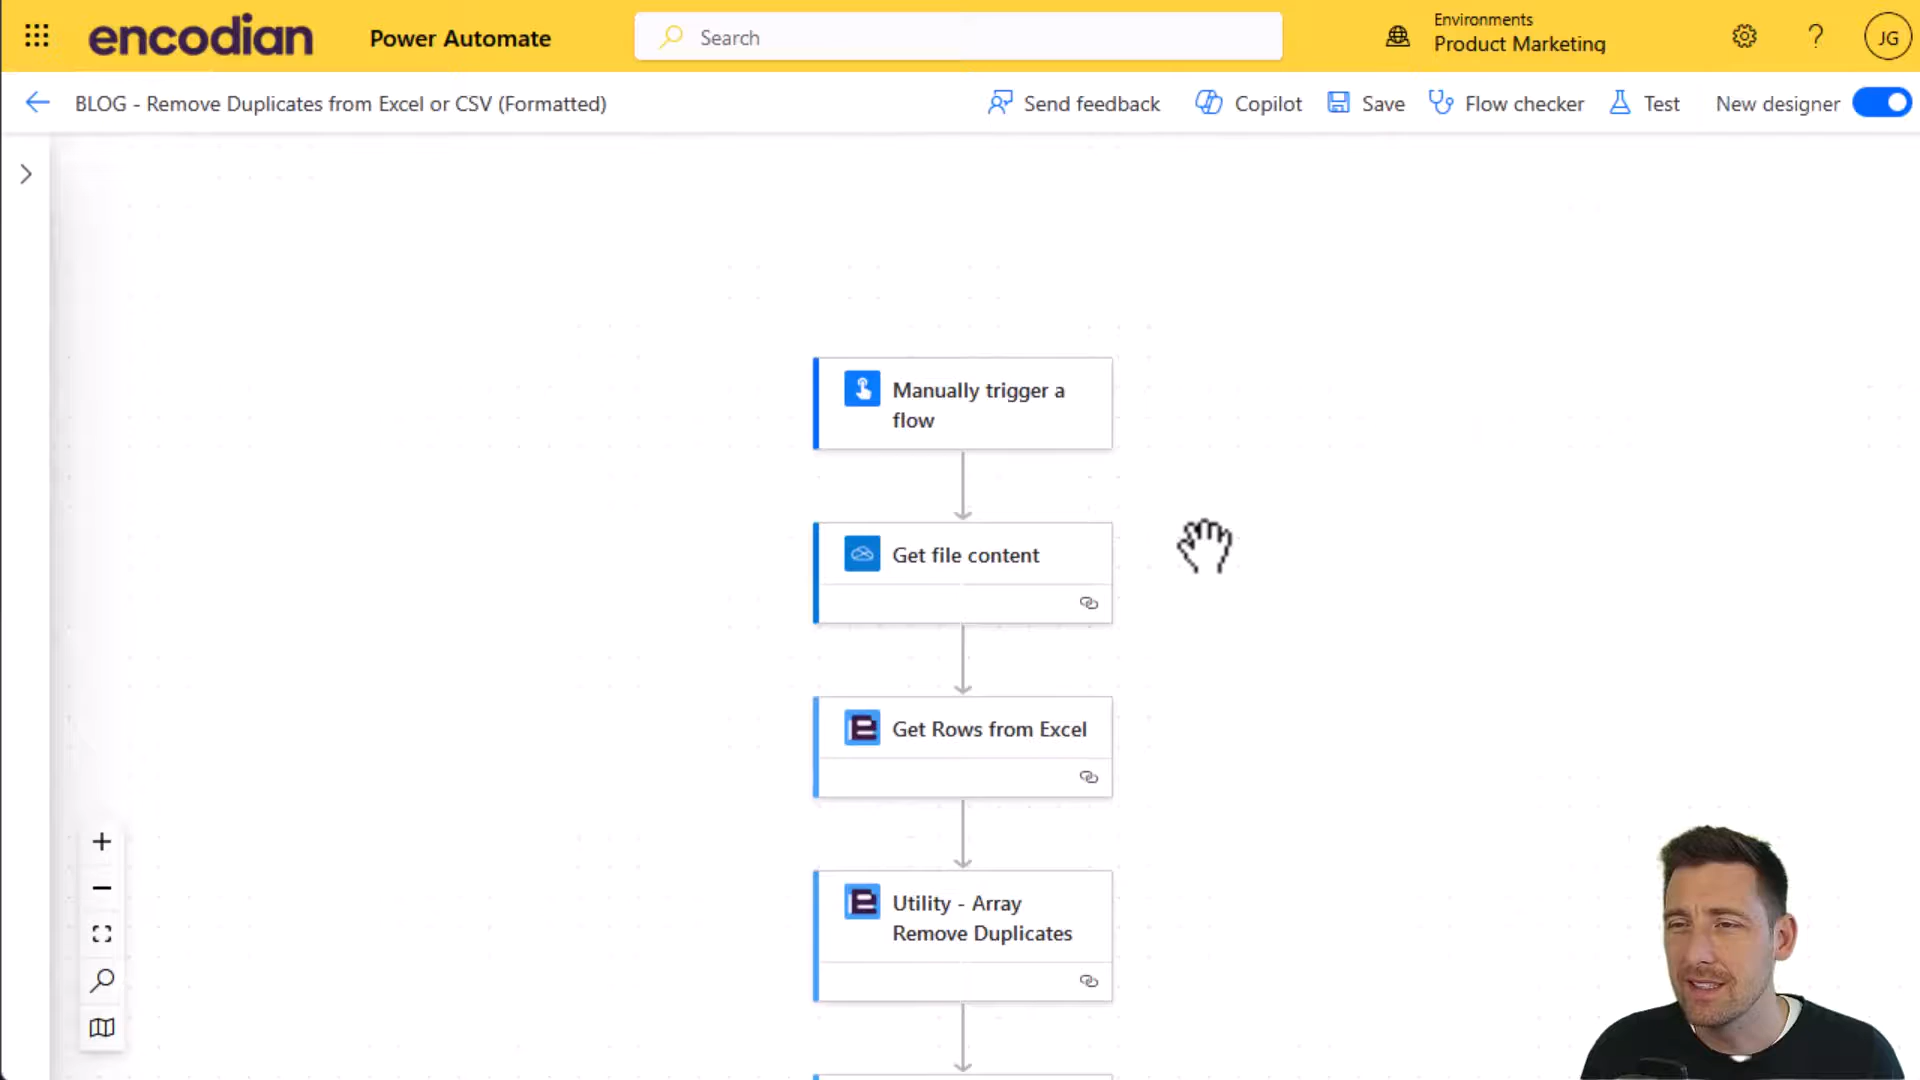 encodian
Power Automate
Search
Environments
Product Marketing
?
JG
BLOG - Remove Duplicates from Excel or CSV (Formatted)
Send feedback
Copilot
Save
Flow checker
Test
New designer
Manually trigger a
flow
Get file content
Get Rows from Excel
Utility - Array
Remove Duplicates